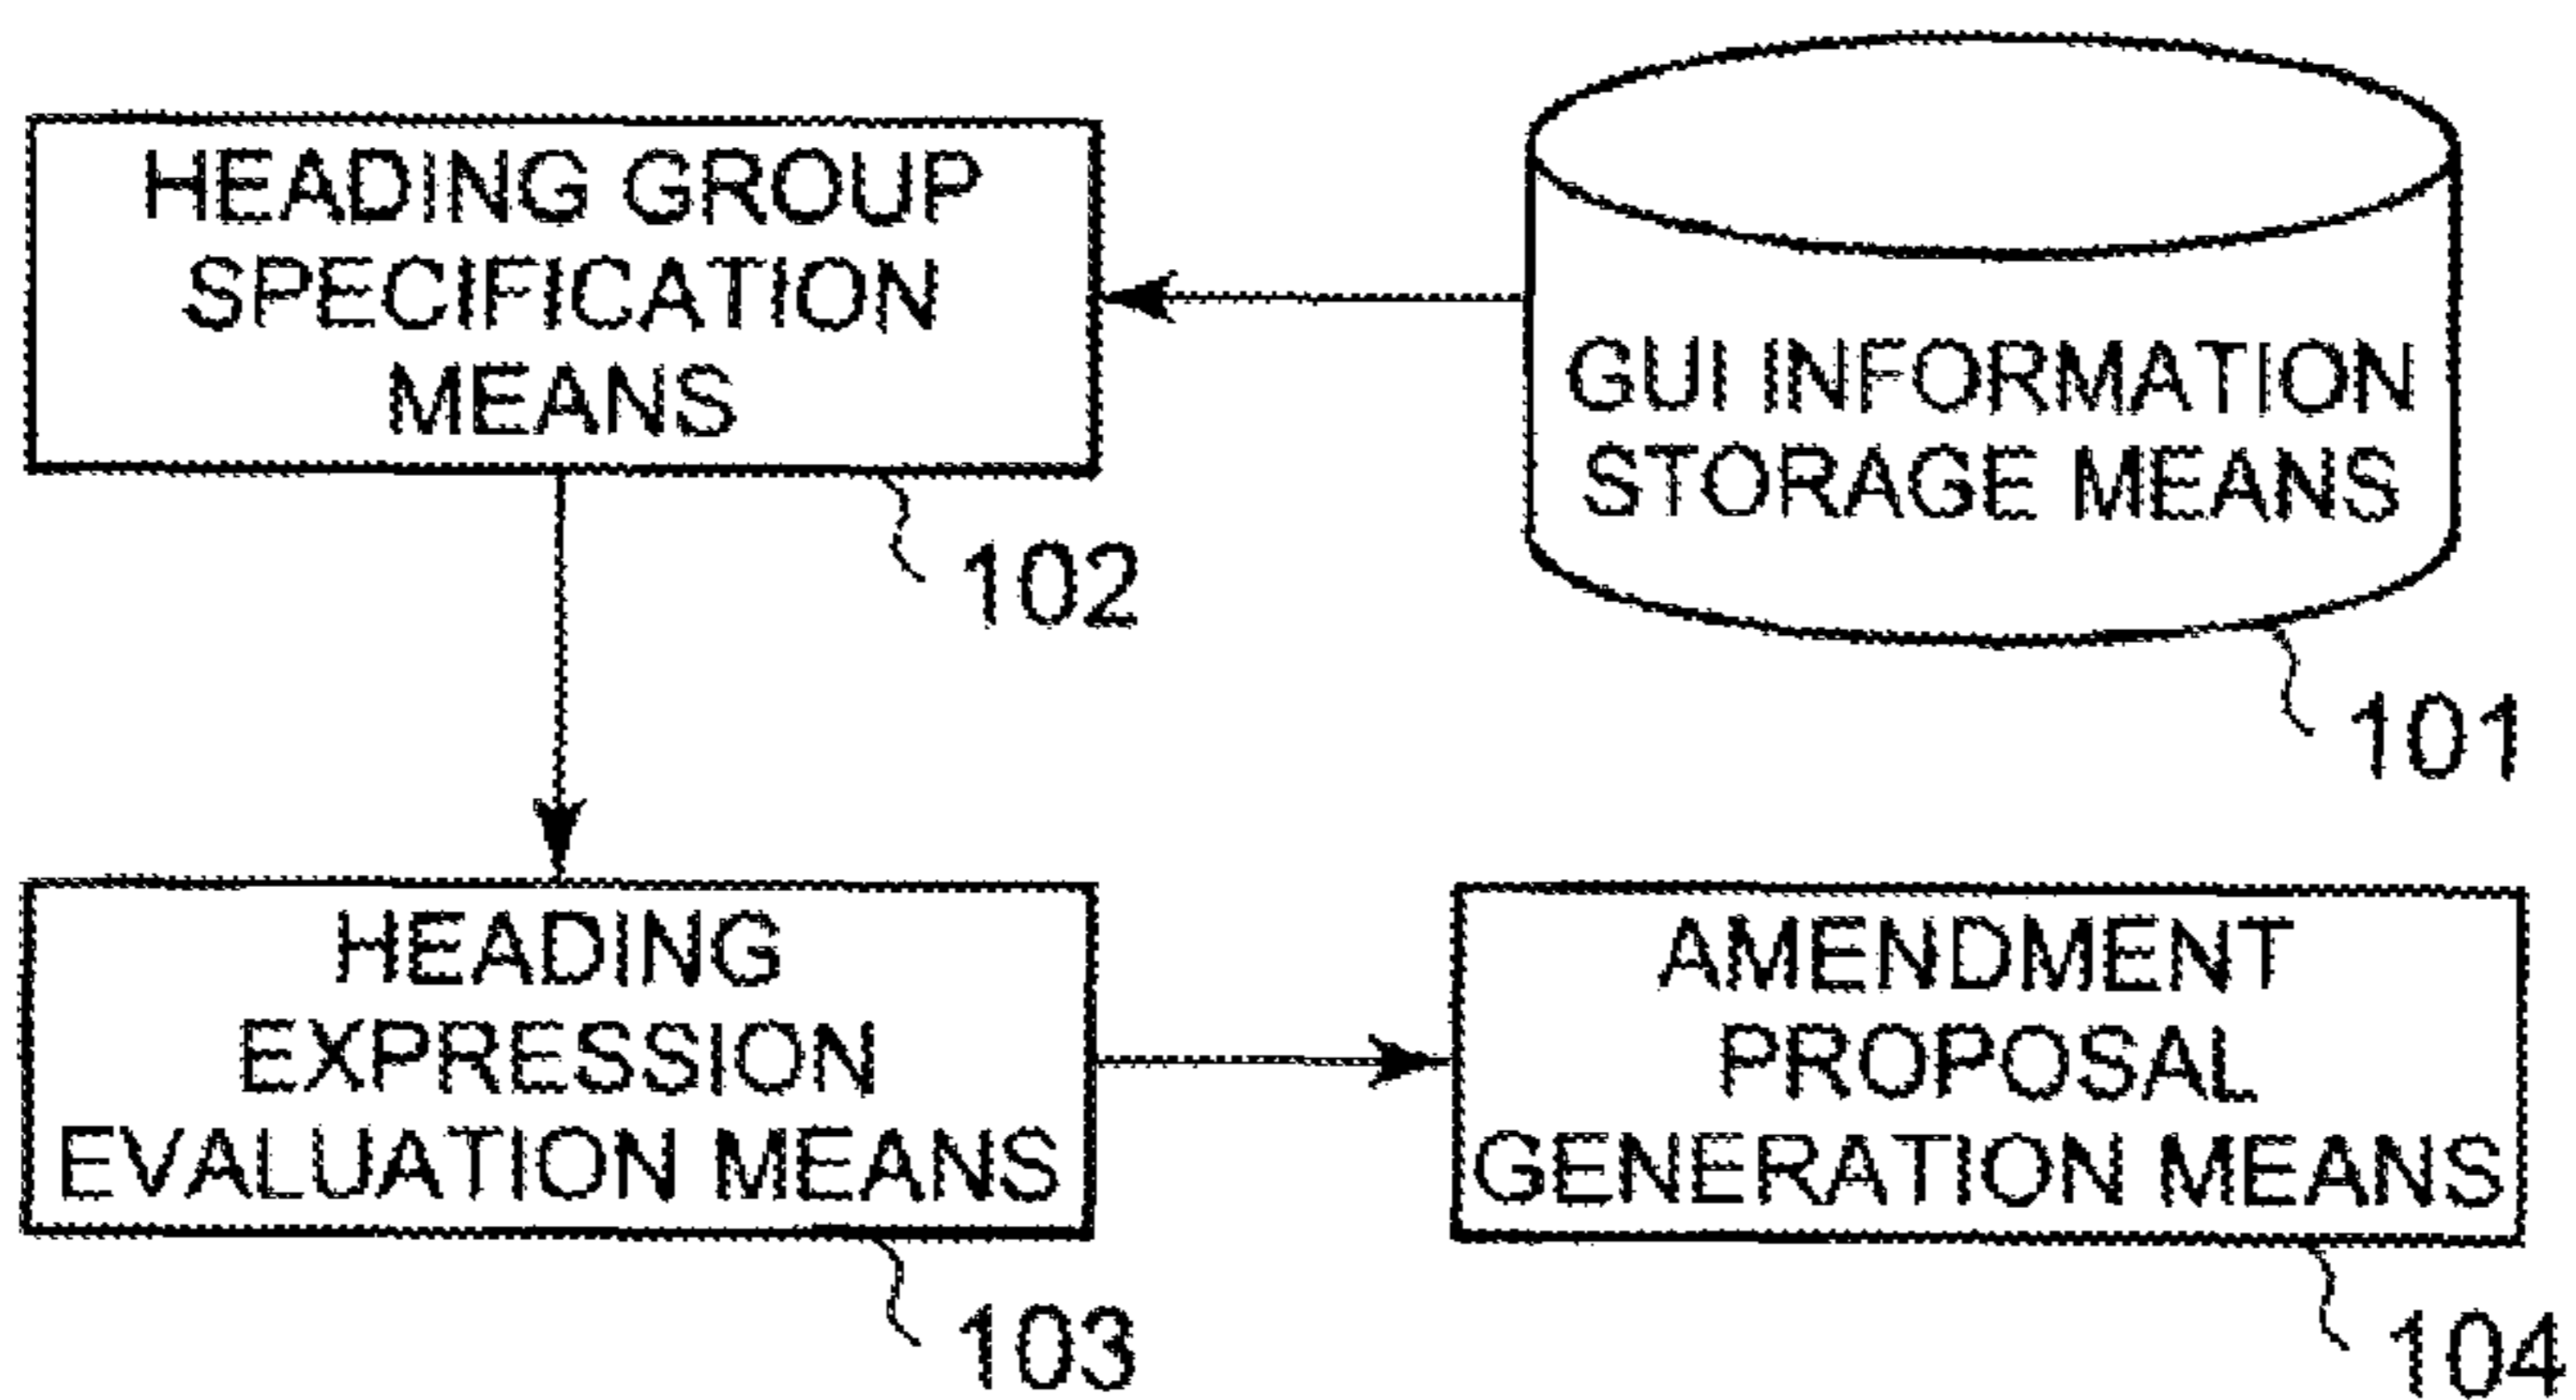 HEADING GROUP
SPECIFICATION
MEANS
102
GUI INFORMATION
STORAGE MEANS
101
HEADING
EXPRESSION
EVALUATION MEANS
103
AMENDMENT
PROPOSAL
GENERATION MEANS
104